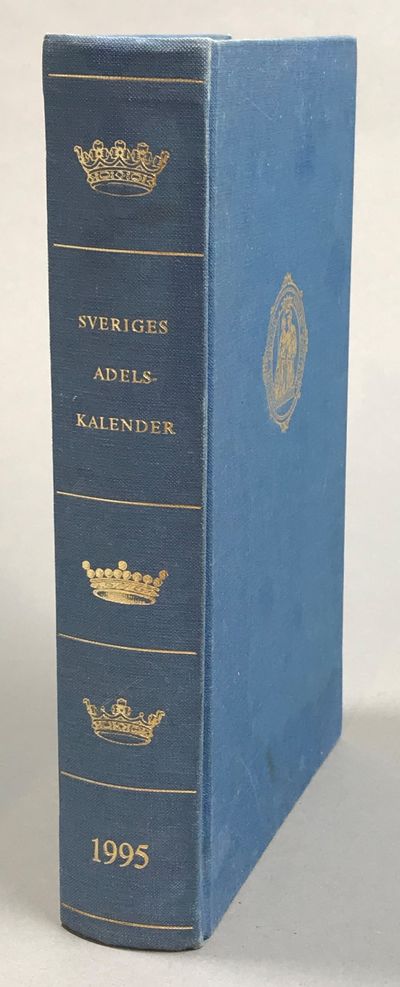 SVERIGES
ADELS-
KALENDER
1995